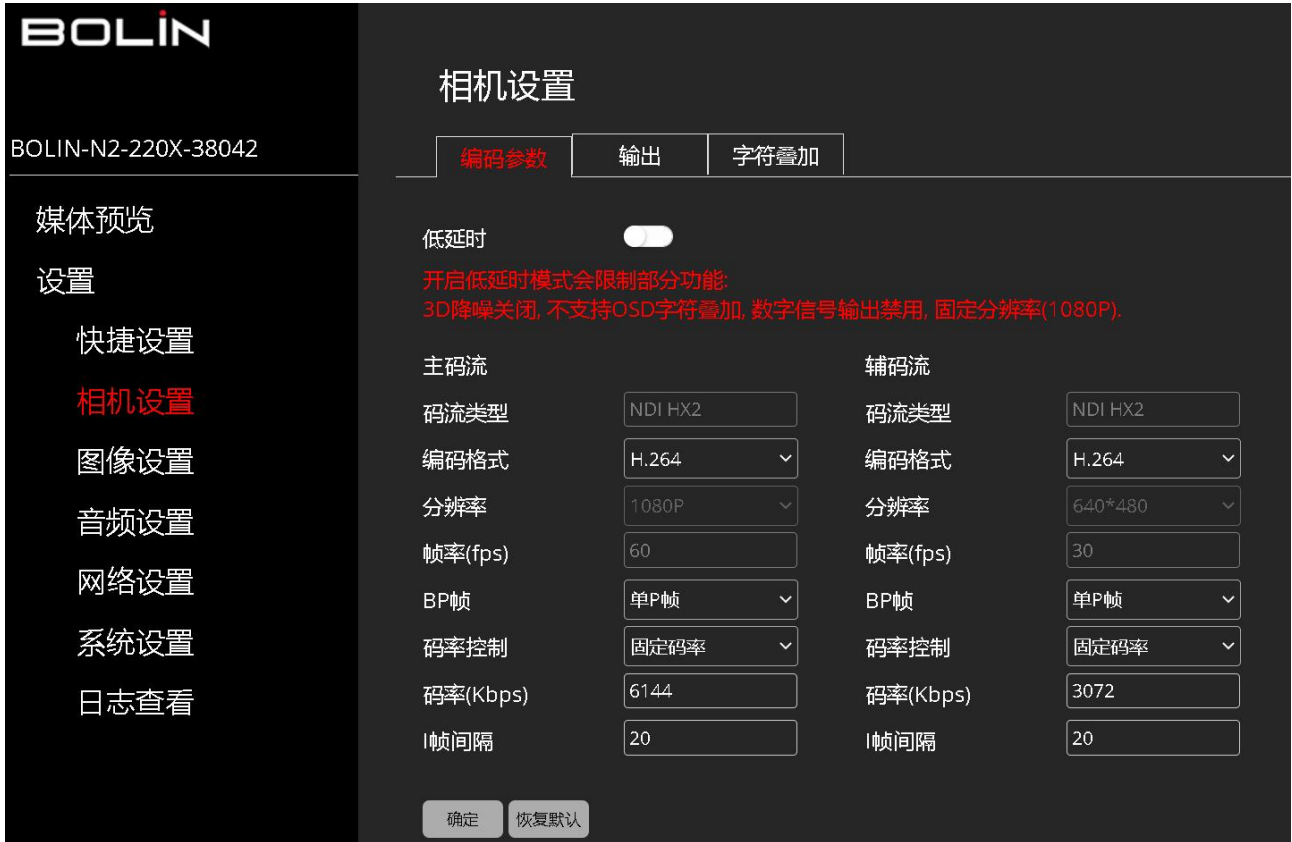 BOLIN
BOLIN-N2-220X-38042
媒体预览
设置
快捷设置
相机设置
图像设置
音频设置
网络设置
系统设置
日志查看
相机设置
编码参数 输出 字符叠加
低延时
开启低延时模式会限制部分功能:
3D降噪关闭, 不支持OSD字符叠加, 数字信号输出禁用, 固定分辨率(1080P).
主码流 辅码流
码流类型 NDI HX2 码流类型 NDI HX2
编码格式 H.264 编码格式 H.264
分辨率 1080P 分辨率 640*480
帧率(fps) 60 帧率(fps) 30
BP帧 单P帧 BP帧 单P帧
码率控制 固定码率 码率控制 固定码率
码率(Kbps) 6144 码率(Kbps) 3072
I帧间隔 20 I帧间隔 20
确定 恢复默认